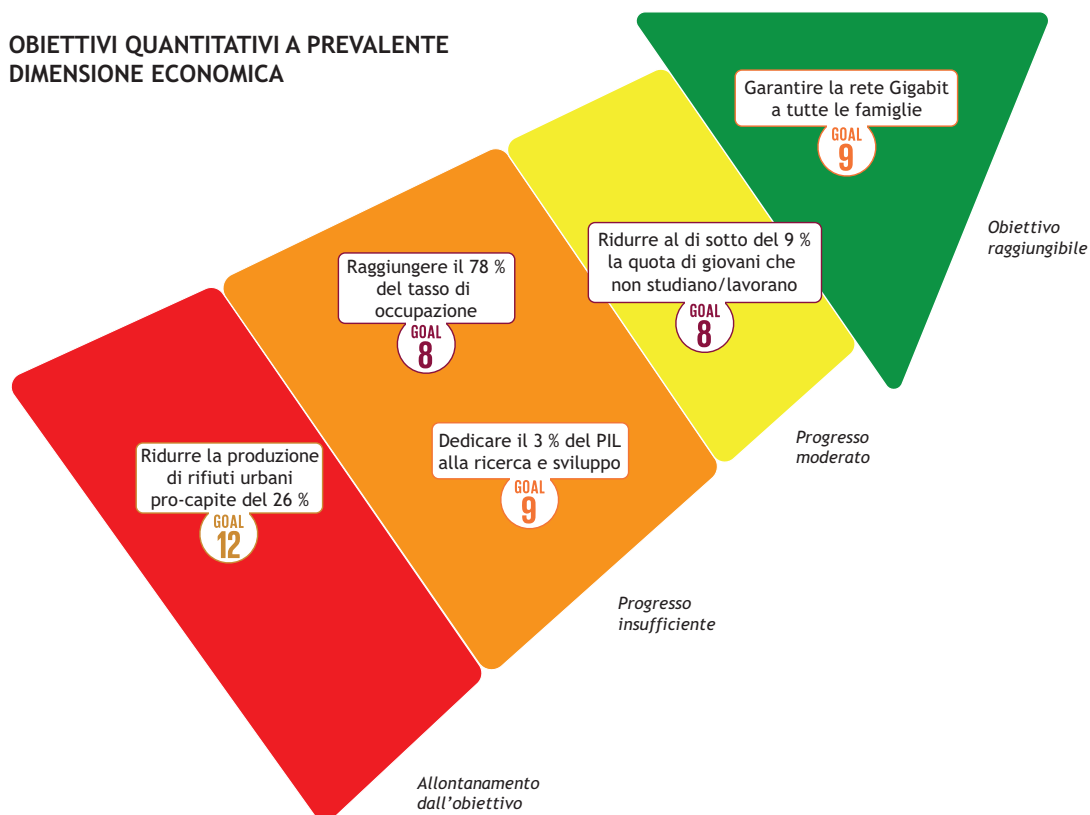 OBIETTIVI QUANTITATIVI A PREVALENTE
DIMENSIONE ECONOMICA
Garantire la rete Gigabit
a tutte le famiglie
GOAL
9
Obiettivo
raggiungibile
Ridurre al di sotto del 9 %
la quota di giovani che
non studiano/lavorano
GOAL
8
Progresso
moderato
Raggiungere il 78 %
del tasso di
occupazione
GOAL
8
Dedicare il 3 % del PIL
alla ricerca e sviluppo
GOAL
9
Progresso
insufficiente
Ridurre la produzione
di rifiuti urbani
pro-capite del 26 %
GOAL
12
Allontanamento
dall'obiettivo